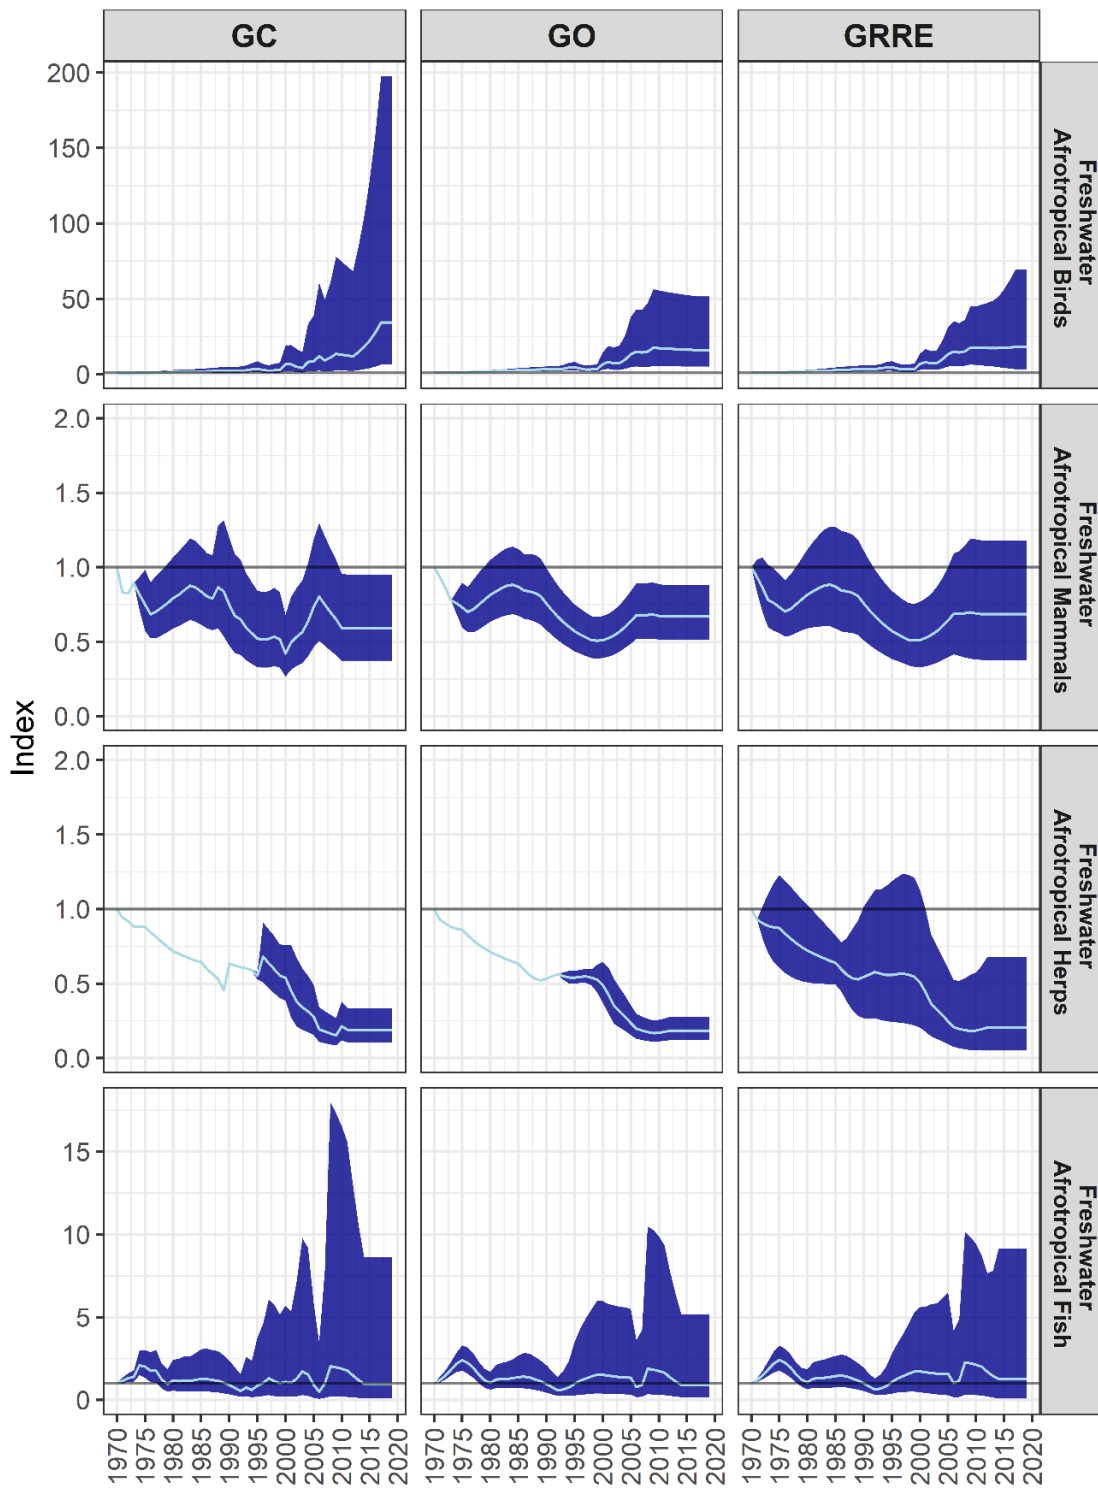 GC GO GRRE
200
150
100
50
0
Freshwater
Afrotropical Birds
2.0
1.5
1.0
0.5
0.0
Freshwater
Afrotropical Mammals
Index
2.0
1.5
1.0
0.5
0.0
Freshwater
Afrotropical Herps
15
10
5
0
Freshwater
Afrotropical Fish
1970 1975 1980 1985 1990 1995 2000 2005 2010 2015 2020 1970 1975 1980 1985 1990 1995 2000 2005 2010 2015 2020 1970 1975 1980 1985 1990 1995 2000 2005 2010 2015 2020